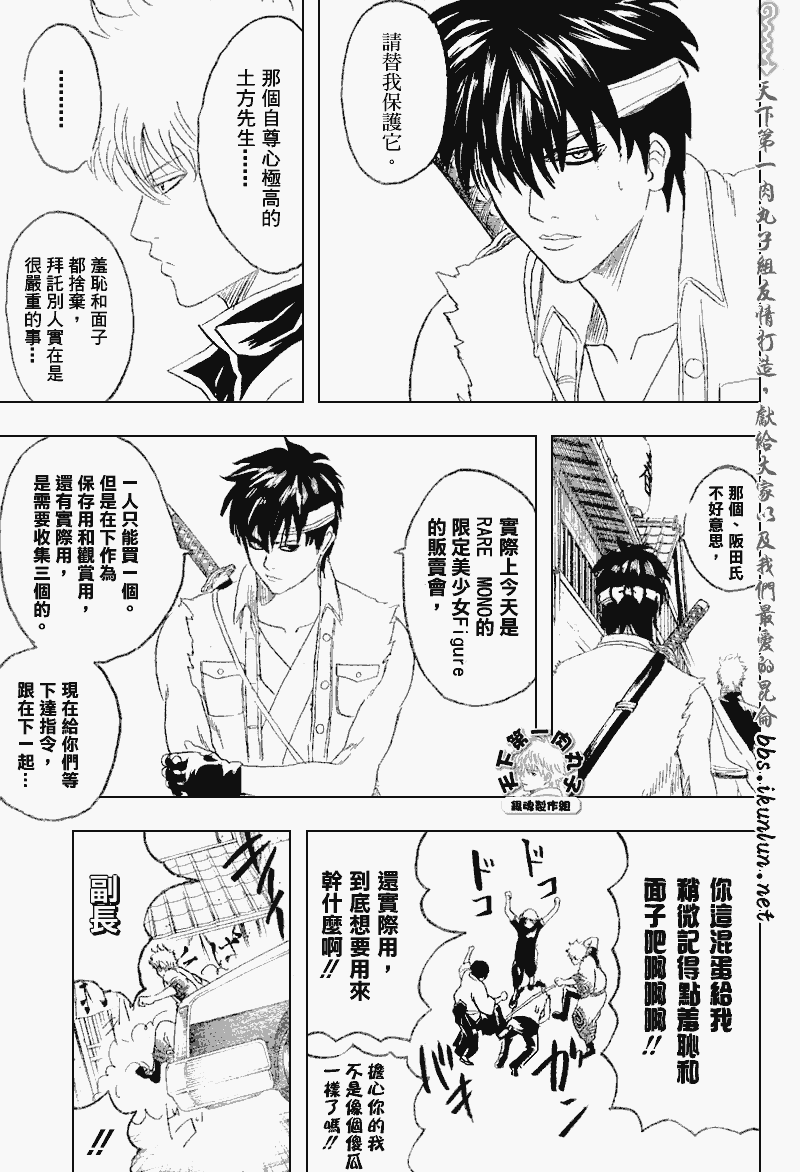 請替我保護它。
那個自尊心極高的
土方先生……
………
羞恥和面子
都捨棄，
拜託別人實在是
很嚴重的事…
那個、阪田氏
不好意思，
實際上今天是
RARE MONO的
限定美少女Figure
的販賣會，
一人只能買一個。
但是在下作為
保存用和觀賞用，
還有實際用，
是需要收集三個的。
現在給你們等
下達指令，
跟在下一起…
你這混蛋給我
稍微記得點羞恥和
面子吧啊啊啊!!
ドコ
ドコ
バキ
ガン
還實際用，
到底想要用來
幹什麼啊!!
擔心你的我
不是像個傻瓜
一樣了嗎!!
副長
!!
天下第一肉丸子
銀魂製作組
天下第一肉丸子組友情打造，獻給大家以及我們最愛的昆侖 bbs.ikunlun.net